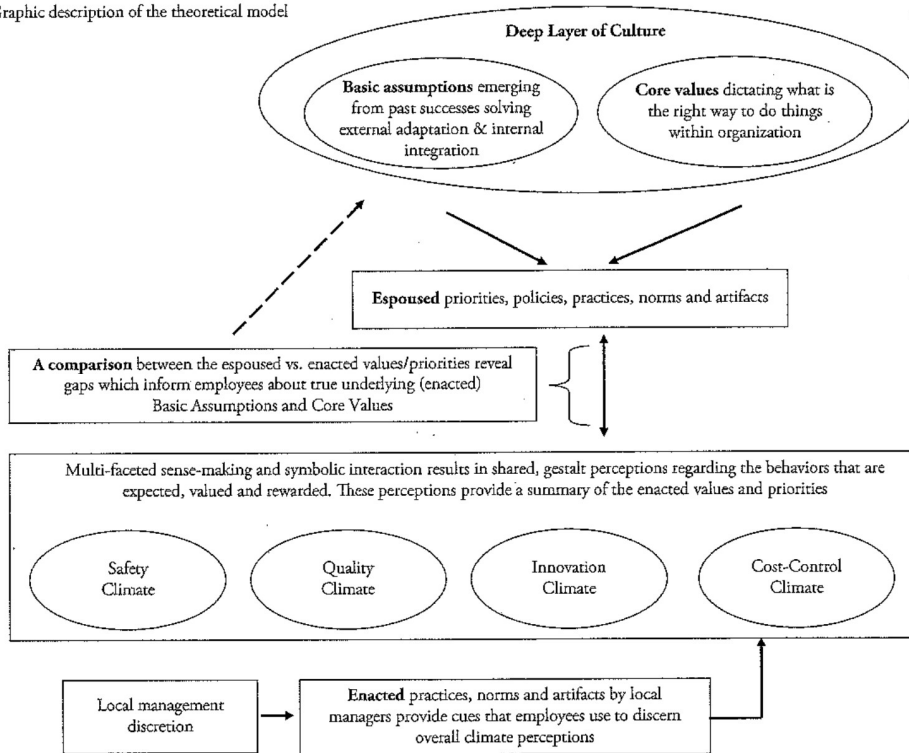 Graphic description of the theoretical model
Deep Layer of Culture
Basic assumptions emerging
from past successes solving
external adaptation & internal
integration
Core values dictating what is
the right way to do things
within organization
Espoused priorities, policies, practices, norms and artifacts
A comparison between the espoused vs. enacted values/priorities reveal
gaps which inform employees about true underlying (enacted)
Basic Assumptions and Core Values
Multi-faceted sense-making and symbolic interaction results in shared, gestalt perceptions regarding the behaviors that are
expected, valued and rewarded. These perceptions provide a summary of the enacted values and priorities
Safety
Climate
Quality
Climate
Innovation
Climate
Cost-Control
Climate
Local management
discretion
Enacted practices, norms and artifacts by local
managers provide cues that employees use to discern
overall climate perceptions